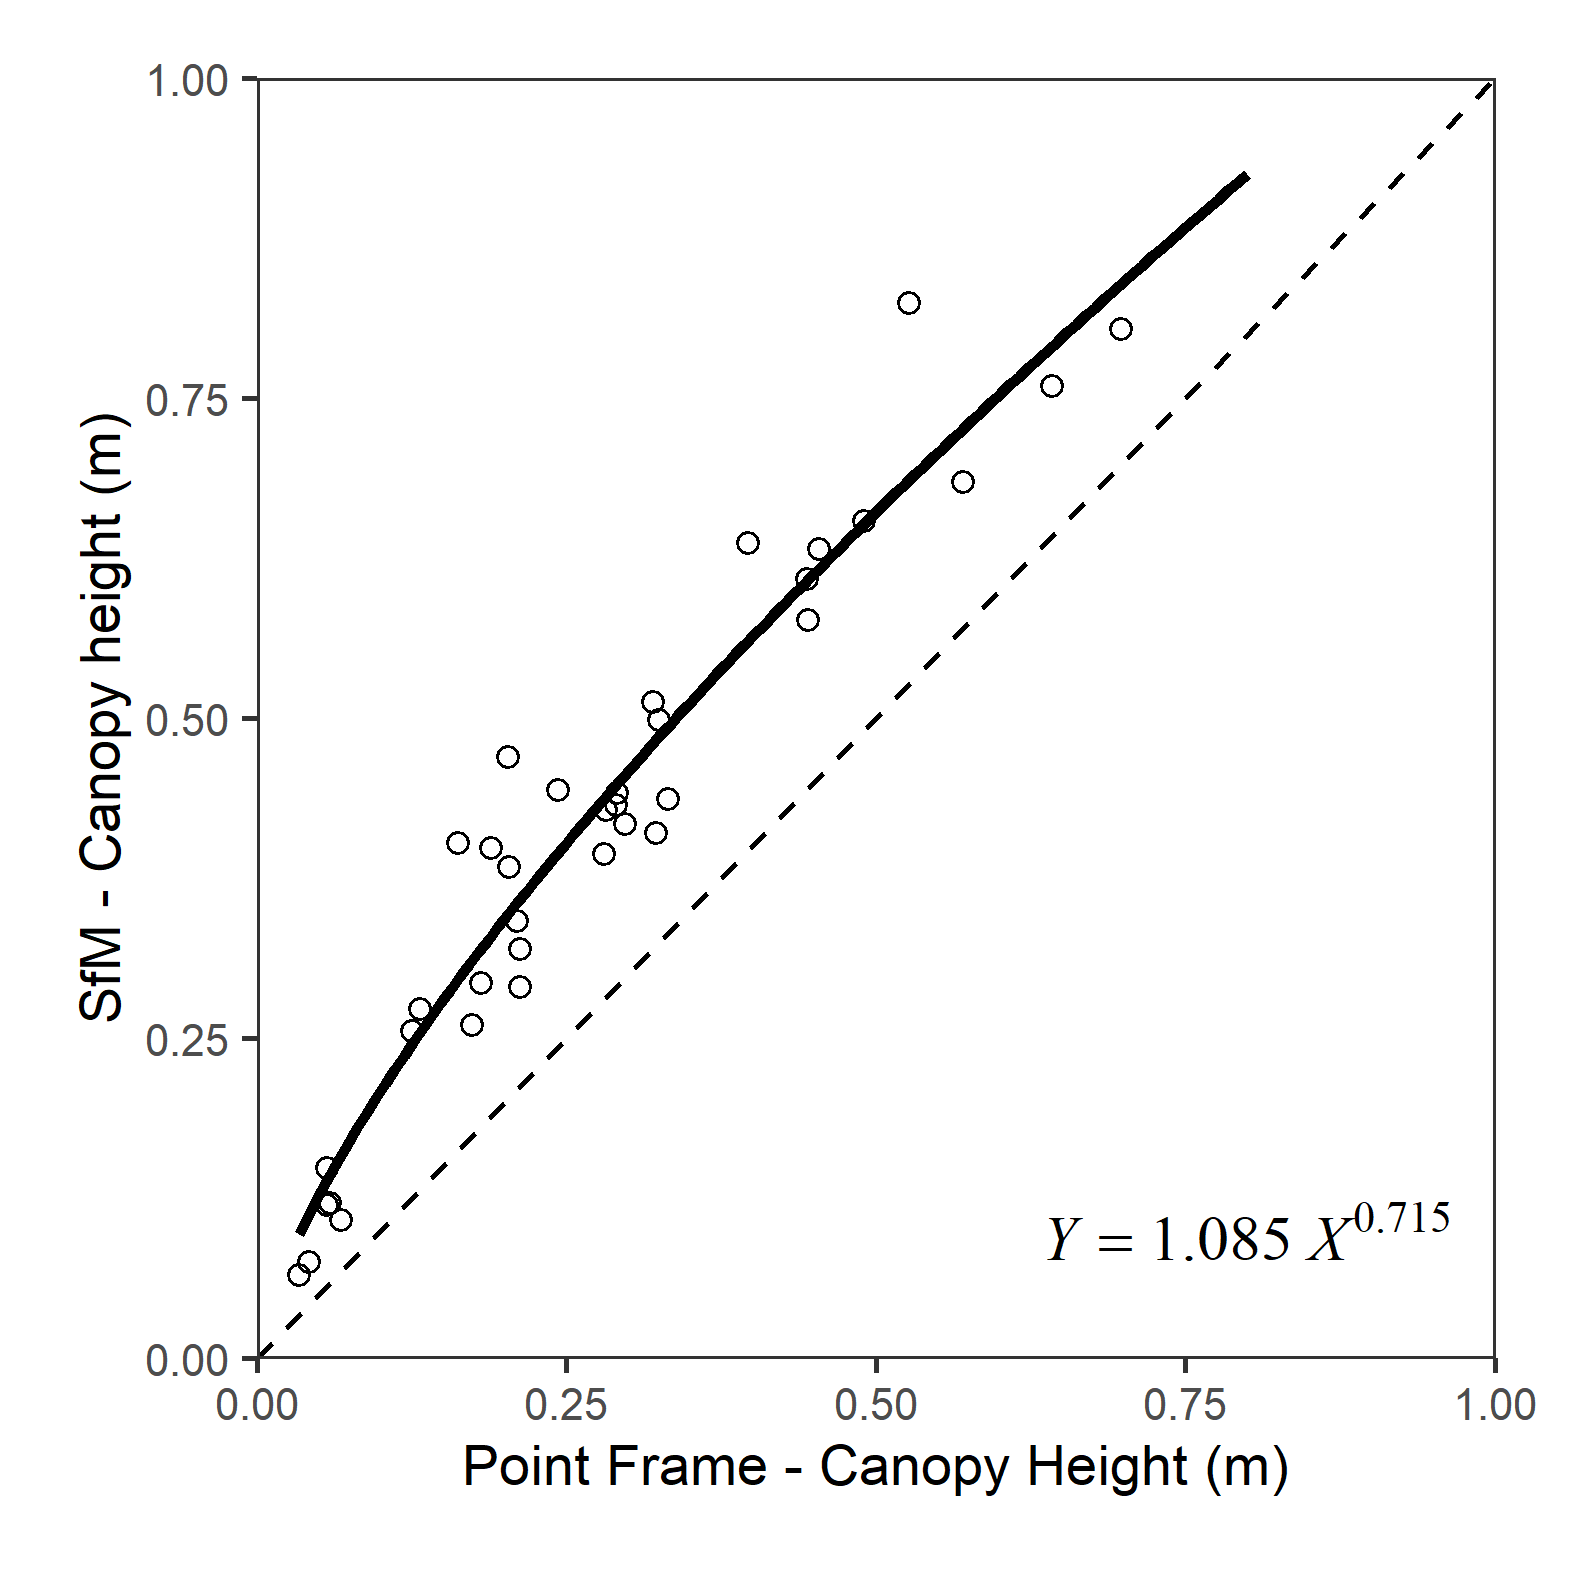 1.00
0.75
0.50
0.25
0.00
SfM - Canopy height (m)
Y = 1.085 X^0.715
0.00 0.25 0.50 0.75 1.00
Point Frame - Canopy Height (m)